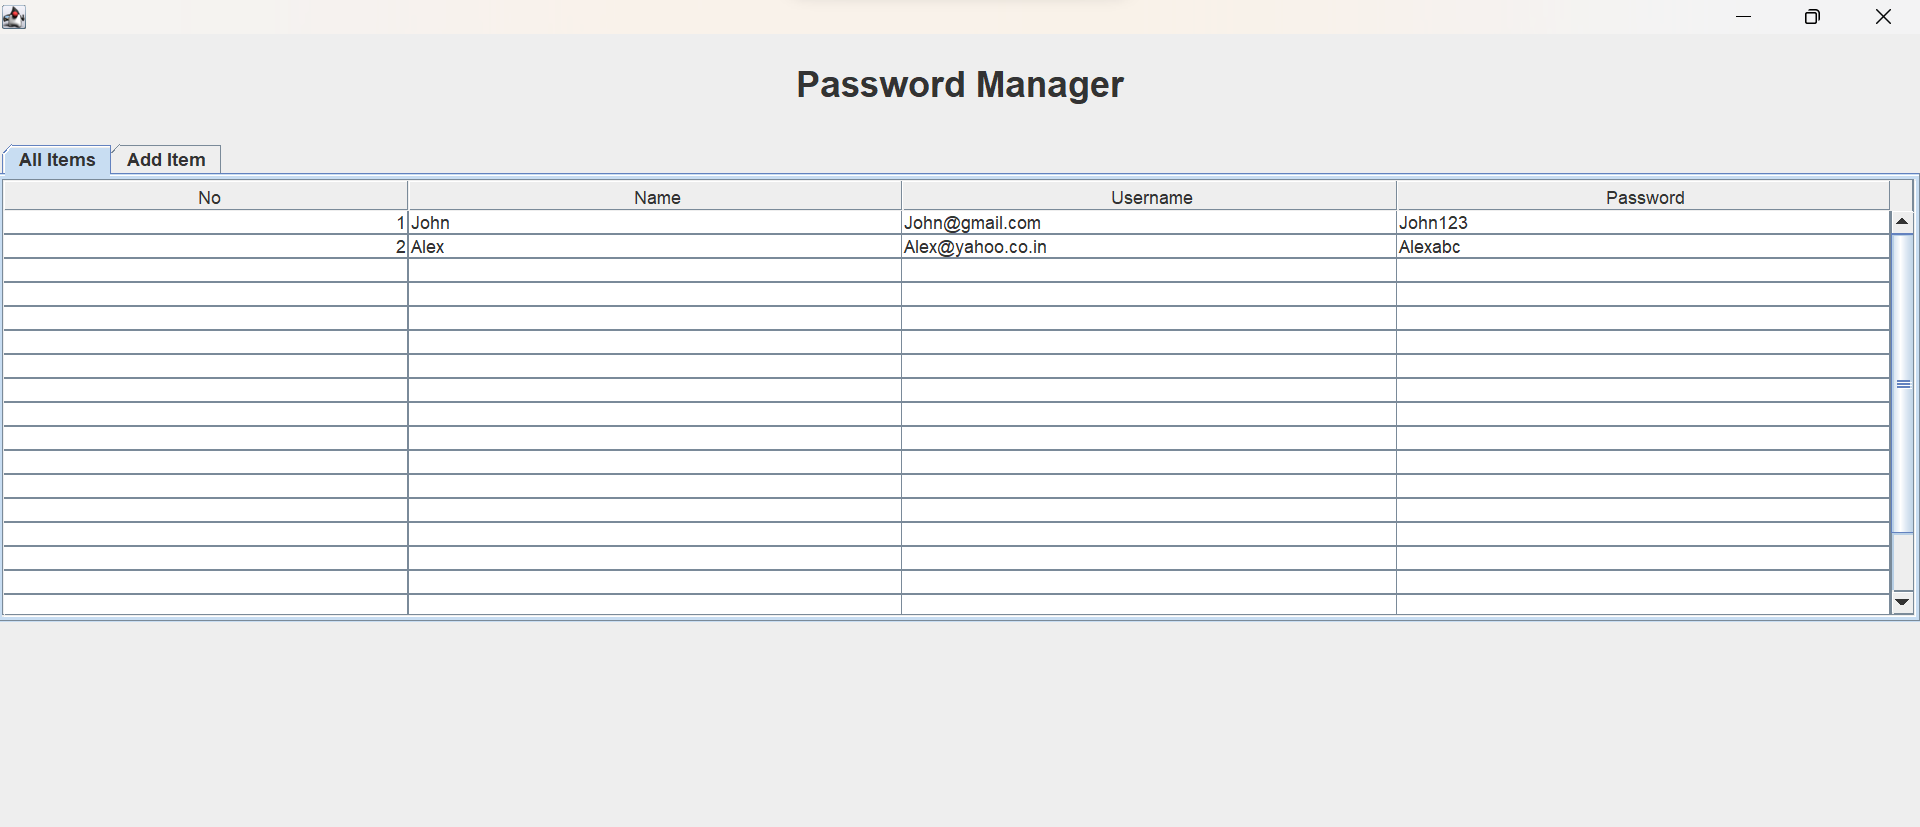 Password Manager
All Items Add Item
No Name Username Password
1 John John@gmail.com John123
2 Alex Alex@yahoo.co.in Alexabc